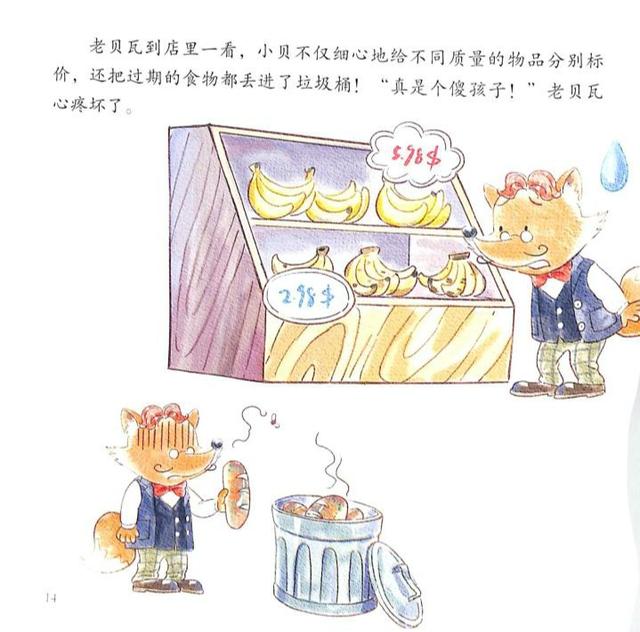 老贝瓦到店里一看，小贝不仅细心地给不同质量的物品分别标
价，还把过期的食物都丢进了垃圾桶！“真是个傻孩子！”老贝瓦
心疼坏了。
5.98$
2.98$
14